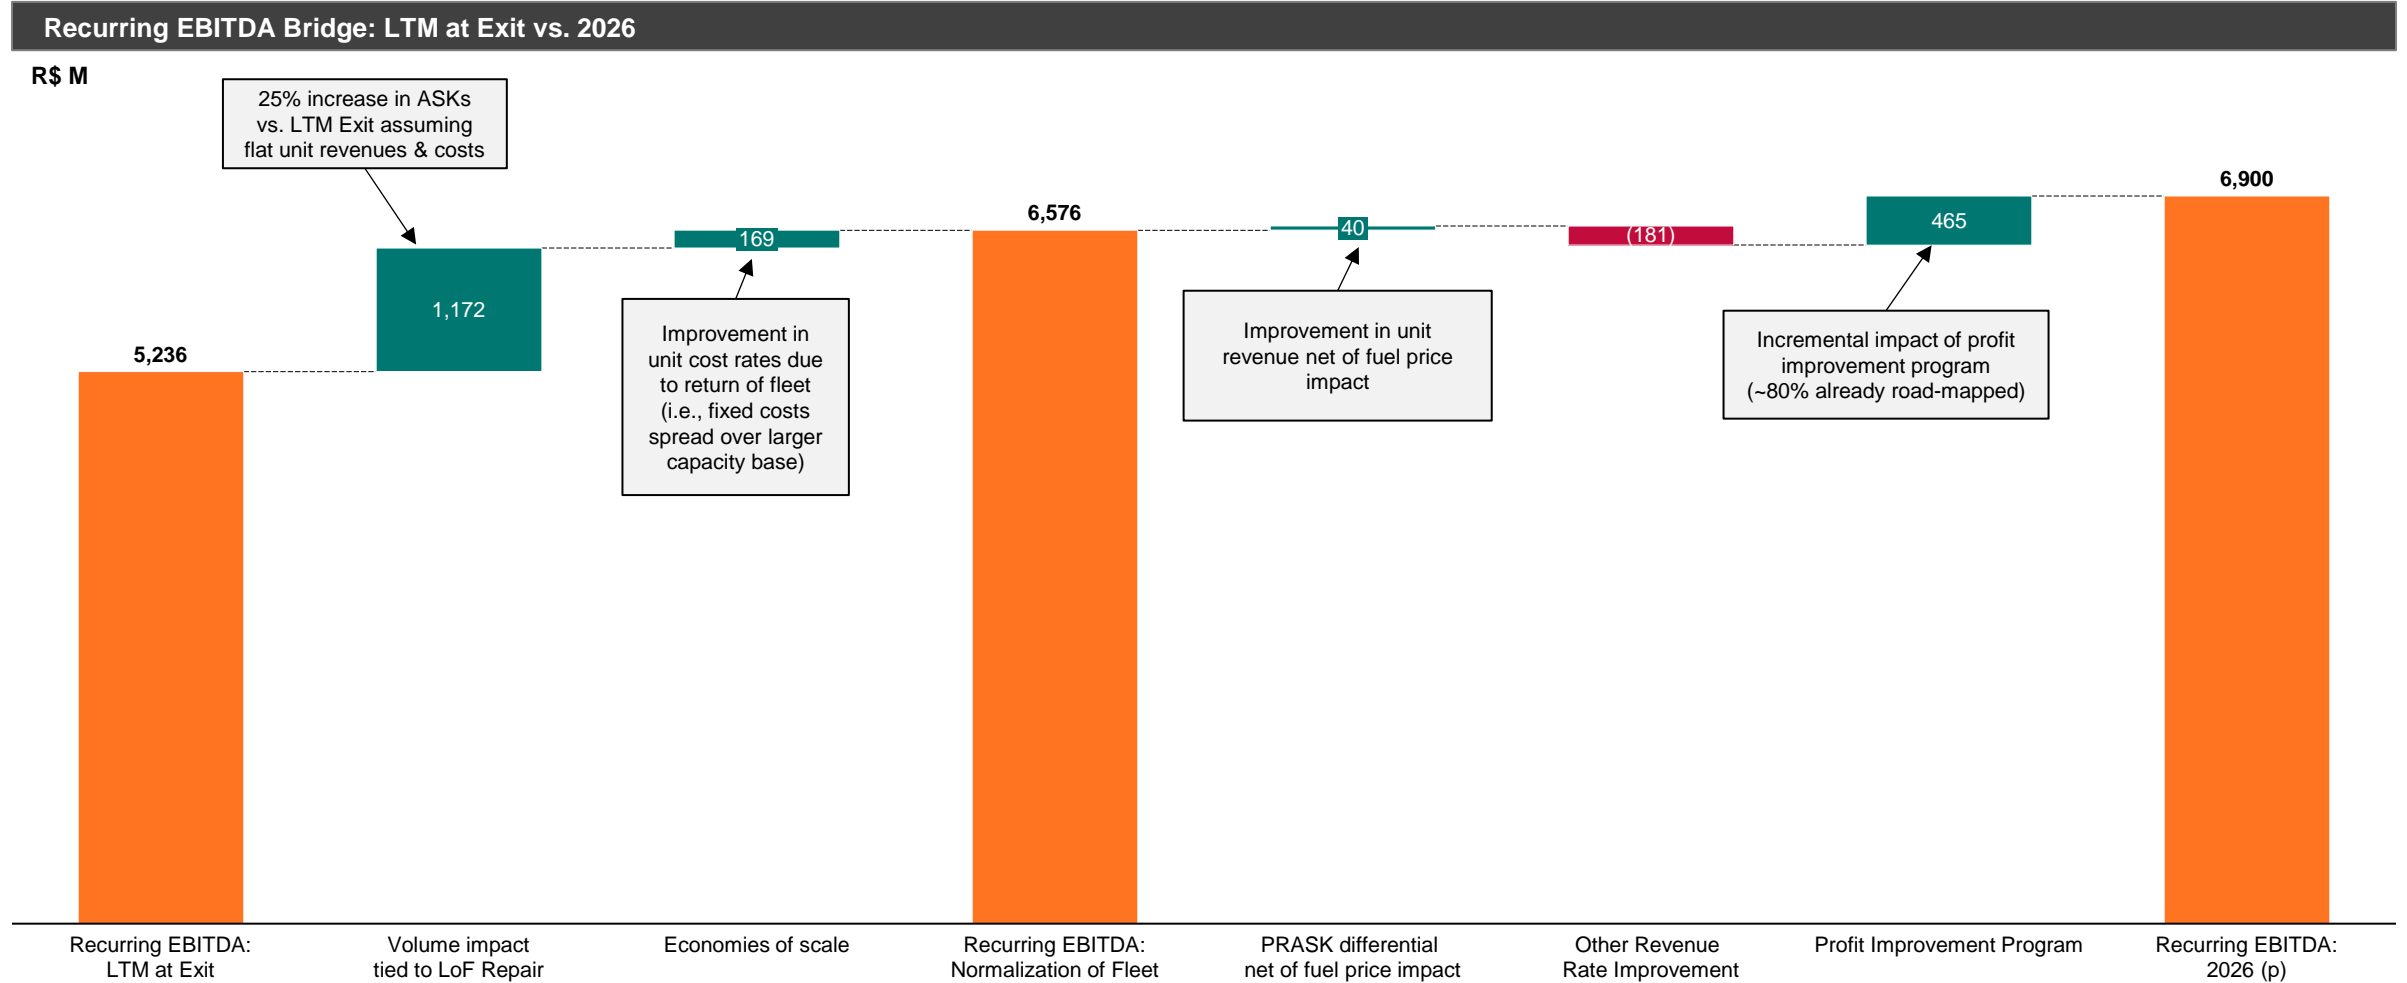 Recurring EBITDA Bridge: LTM at Exit vs. 2026
R$ M
25% increase in ASKs
vs. LTM Exit assuming
flat unit revenues & costs
5,236
1,172
169
Improvement in
unit cost rates due
to return of fleet
(i.e., fixed costs
spread over larger
capacity base)
6,576
40
Improvement in unit
revenue net of fuel price
impact
(181)
465
Incremental impact of profit
improvement program
(~80% already road-mapped)
6,900
Recurring EBITDA:
LTM at Exit
Volume impact
tied to LoF Repair
Economies of scale
Recurring EBITDA:
Normalization of Fleet
PRASK differential
net of fuel price impact
Other Revenue
Rate Improvement
Profit Improvement Program
Recurring EBITDA:
2026 (p)